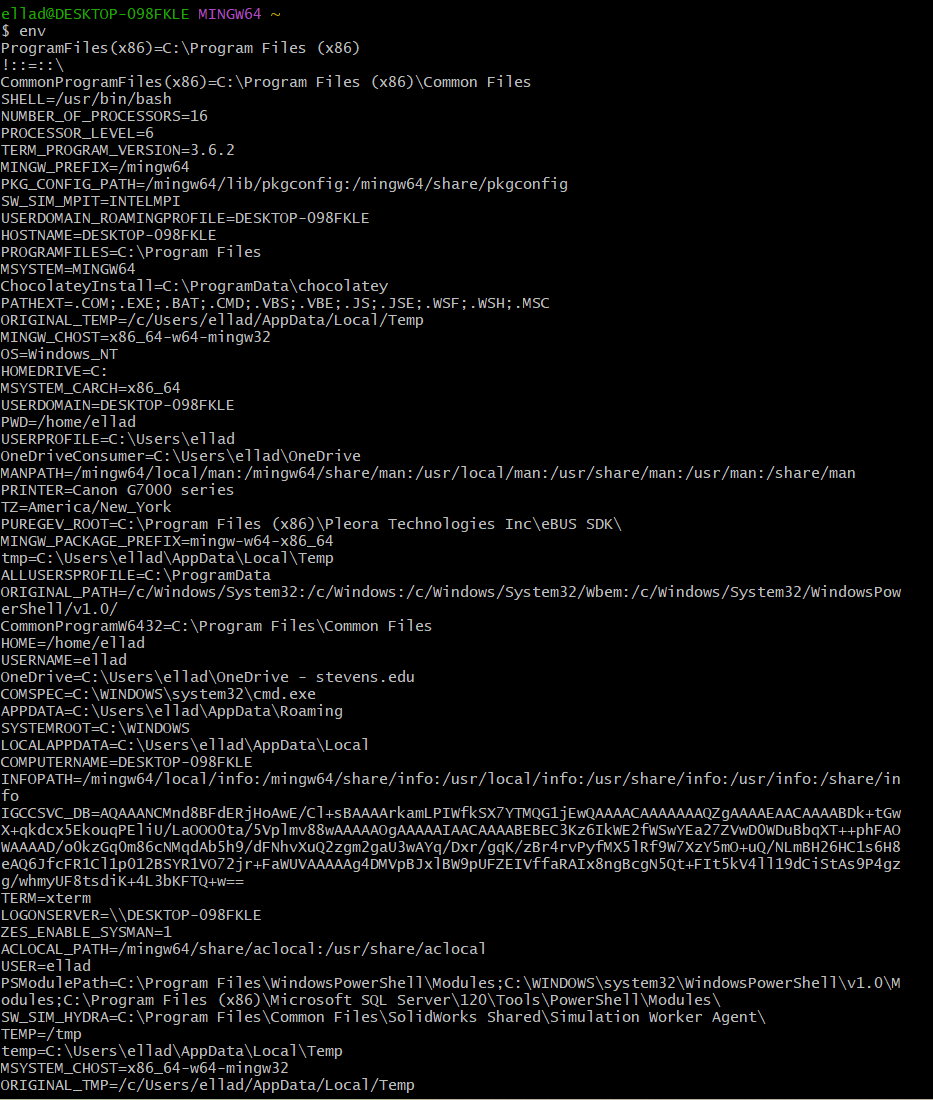 ellad@DESKTOP-098FKLE MINGW64 ~
$ env
ProgramFiles(x86)=C:\Program Files (x86)
!::=::\
CommonProgramFiles(x86)=C:\Program Files (x86)\Common Files
SHELL=/usr/bin/bash
NUMBER_OF_PROCESSORS=16
PROCESSOR_LEVEL=6
TERM_PROGRAM_VERSION=3.6.2
MINGW_PREFIX=/mingw64
PKG_CONFIG_PATH=/mingw64/lib/pkgconfig:/mingw64/share/pkgconfig
SW_SIM_MPIT=INTELMPI
USERDOMAIN_ROAMINGPROFILE=DESKTOP-098FKLE
HOSTNAME=DESKTOP-098FKLE
PROGRAMFILES=C:\Program Files
MSYSTEM=MINGW64
ChocolateyInstall=C:\ProgramData\chocolatey
PATHEXT=.COM;.EXE;.BAT;.CMD;.VBS;.VBE;.JS;.JSE;.WSF;.WSH;.MSC
ORIGINAL_TEMP=/c/Users/ellad/AppData/Local/Temp
MINGW_CHOST=x86_64-w64-mingw32
OS=Windows_NT
HOMEDRIVE=C:
MSYSTEM_CARCH=x86_64
USERDOMAIN=DESKTOP-098FKLE
PWD=/home/ellad
USERPROFILE=C:\Users\ellad
OneDriveConsumer=C:\Users\ellad\OneDrive
MANPATH=/mingw64/local/man:/mingw64/share/man:/usr/local/man:/usr/share/man:/usr/man:/share/man
PRINTER=Canon G7000 series
TZ=America/New_York
PUREGEV_ROOT=C:\Program Files (x86)\Pleora Technologies Inc\eBUS SDK\
MINGW_PACKAGE_PREFIX=mingw-w64-x86_64
tmp=C:\Users\ellad\AppData\Local\Temp
ALLUSERSPROFILE=C:\ProgramData
ORIGINAL_PATH=/c/Windows/System32:/c/Windows:/c/Windows/System32/Wbem:/c/Windows/System32/WindowsPow
erShell/v1.0/
CommonProgramW6432=C:\Program Files\Common Files
HOME=/home/ellad
USERNAME=ellad
OneDrive=C:\Users\ellad\OneDrive - stevens.edu
COMSPEC=C:\WINDOWS\system32\cmd.exe
APPDATA=C:\Users\ellad\AppData\Roaming
SYSTEMROOT=C:\WINDOWS
LOCALAPPDATA=C:\Users\ellad\AppData\Local
COMPUTERNAME=DESKTOP-098FKLE
INFOPATH=/mingw64/local/info:/mingw64/share/info:/usr/local/info:/usr/share/info:/usr/info:/share/in
fo
IGCCSVC_DB=AQAAANCMnd8BFdERjHoAwE/Cl+sBAAAArkamLPIWfkSX7YTMQG1jEwQAAAACAAAAAAAQZgAAAAEAACAAAABDk+tGw
X+qkdcx5EkouqPEliU/LaOOO0ta/5Vplmv88wAAAAAOgAAAAAIAACAAAABEBEC3Kz6IkWE2fWSwYEa27ZVwD0WDuBbqXT++phFAO
WAAAAD/o0kzGq0m86cNMqdAb5h9/dFNhvXuQ2zgm2gaU3wAYq/Dxr/gqK/zBr4rvPyfMX5lRf9W7XzY5mO+uQ/NLmBH26HC1s6H8
eAQ6JfcFR1Cl1pO12BSYR1VO72jr+FaWUVAAAAAg4DMVpBJxlBW9pUFZEIVffaRAIx8ngBcgN5Qt+FIt5kV4ll19dCiStAs9P4gz
g/whmyUF8tsdiK+4L3bKFTQ+w==
TERM=xterm
LOGONSERVER=\\DESKTOP-098FKLE
ZES_ENABLE_SYSMAN=1
ACLOCAL_PATH=/mingw64/share/aclocal:/usr/share/aclocal
USER=ellad
PSModulePath=C:\Program Files\WindowsPowerShell\Modules;C:\WINDOWS\system32\WindowsPowerShell\v1.0\M
odules;C:\Program Files (x86)\Microsoft SQL Server\120\Tools\PowerShell\Modules\
SW_SIM_HYDRA=C:\Program Files\Common Files\SolidWorks Shared\Simulation Worker Agent\
TEMP=/tmp
temp=C:\Users\ellad\AppData\Local\Temp
MSYSTEM_CHOST=x86_64-w64-mingw32
ORIGINAL_TMP=/c/Users/ellad/AppData/Local/Temp